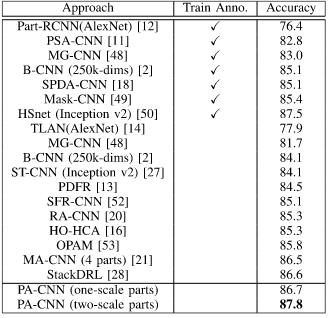 Approach Train Anno. Accuracy
Part-RCNN(AlexNet) [12] ✓ 76.4
PSA-CNN [11] ✓ 82.8
MG-CNN [48] ✓ 83.0
B-CNN (250k-dims) [2] ✓ 85.1
SPDA-CNN [18] ✓ 85.1
Mask-CNN [49] ✓ 85.4
HSnet (Inception v2) [50] ✓ 87.5
TLAN(AlexNet) [14] 77.9
MG-CNN [48] 81.7
B-CNN (250k-dims) [2] 84.1
ST-CNN (Inception v2) [27] 84.1
PDFR [13] 84.5
SFR-CNN [52] 85.1
RA-CNN [20] 85.3
HO-HCA [16] 85.3
OPAM [53] 85.8
MA-CNN (4 parts) [21] 86.5
StackDRL [28] 86.6
PA-CNN (one-scale parts) 86.7
PA-CNN (two-scale parts) 87.8